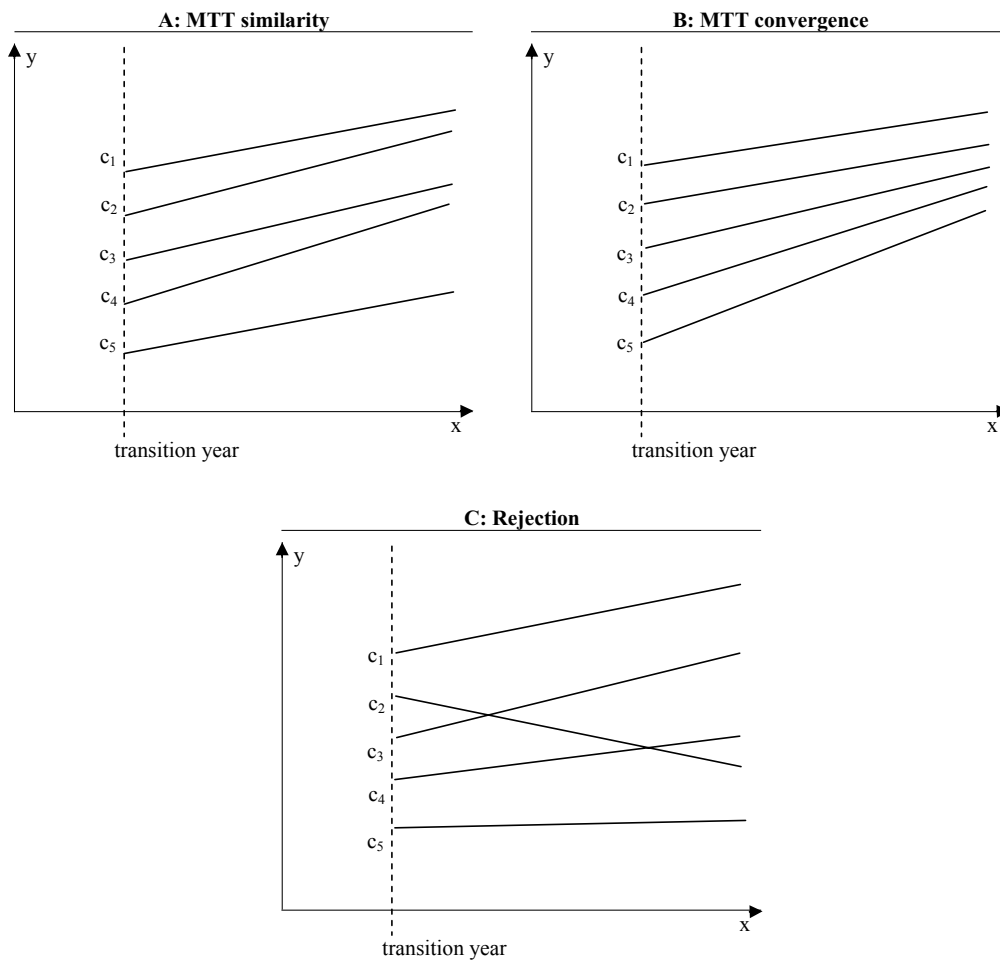 A: MTT similarity
y
c₁
c₂
c₃
c₄
c₅
x
transition year
B: MTT convergence
y
c₁
c₂
c₃
c₄
c₅
x
transition year
C: Rejection
y
c₁
c₂
c₃
c₄
c₅
x
transition year